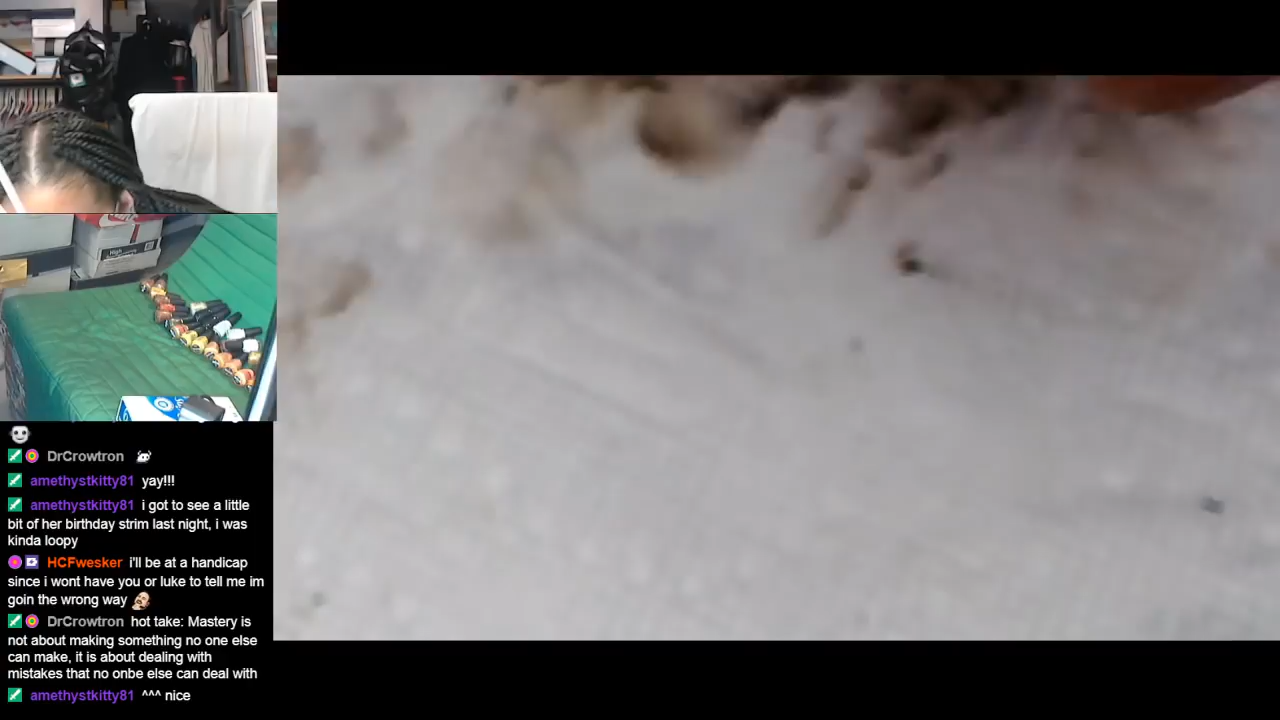 High
DrCrowtron
amethystkitty81 yay!!!
amethystkitty81 i got to see a little
bit of her birthday strim last night, i was
kinda loopy
HCFwesker i'll be at a handicap
since i wont have you or luke to tell me im
goin the wrong way
DrCrowtron hot take: Mastery is
not about making something no one else
can make, it is about dealing with
mistakes that no onbe else can deal with
amethystkitty81 ^^^ nice